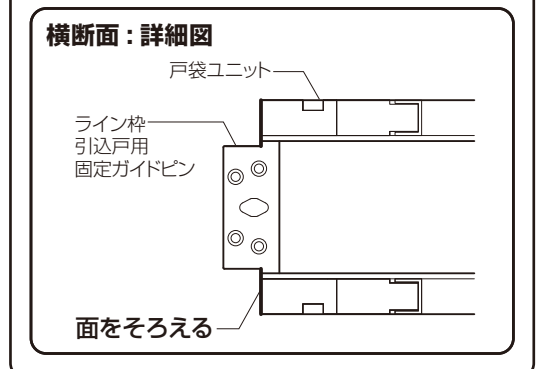 横断面：詳細図
戸袋ユニット
ライン枠
引込戸用
固定ガイドピン
面をそろえる